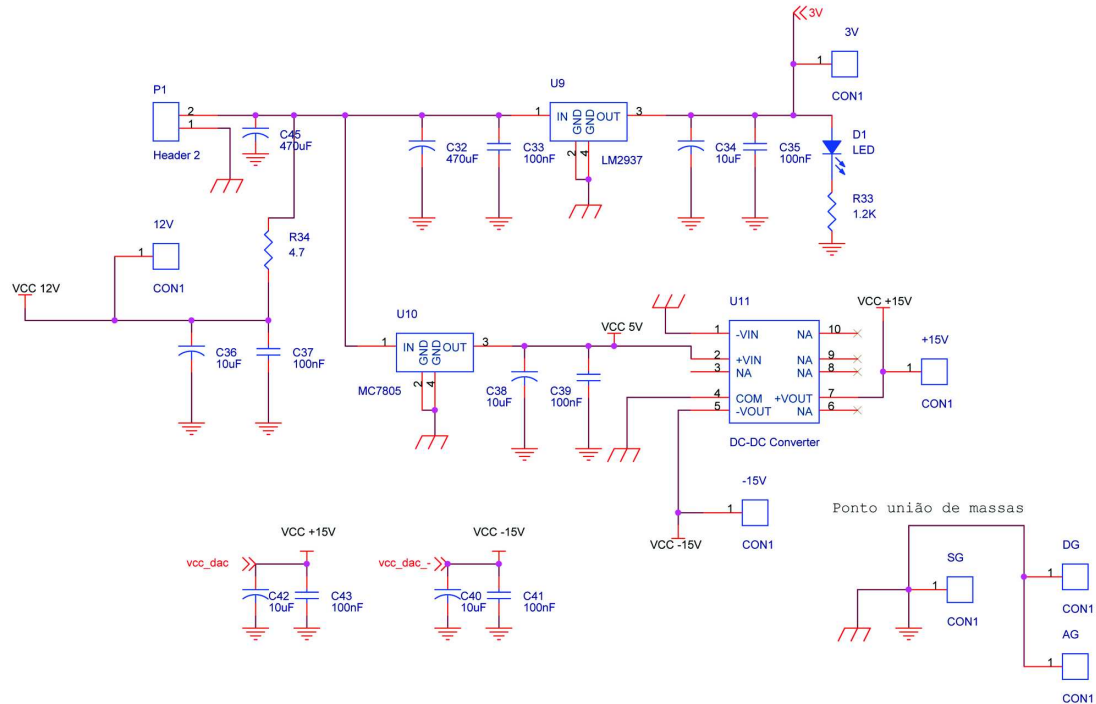 3V
3V
1
CON1
P1
2
1
Header 2
C45
470uF
C32
470uF
C33
100nF
U9
1
IN
GND
GND
OUT
3
2
4
LM2937
C34
10uF
C35
100nF
D1
LED
R33
1.2K
12V
1
CON1
R34
4.7
VCC 12V
C36
10uF
C37
100nF
U10
1
IN
GND
GND
OUT
3
2
4
MC7805
C38
10uF
C39
100nF
VCC 5V
U11
1
-VIN
NA
10
2
+VIN
NA
9
3
NA
NA
8
4
COM
+VOUT
7
5
-VOUT
NA
6
DC-DC Converter
VCC +15V
+15V
1
CON1
-15V
1
CON1
VCC -15V
vcc_dac
VCC +15V
C42
10uF
C43
100nF
vcc_dac_-
VCC -15V
C40
10uF
C41
100nF
Ponto união de massas
SG
1
CON1
DG
1
CON1
AG
1
CON1